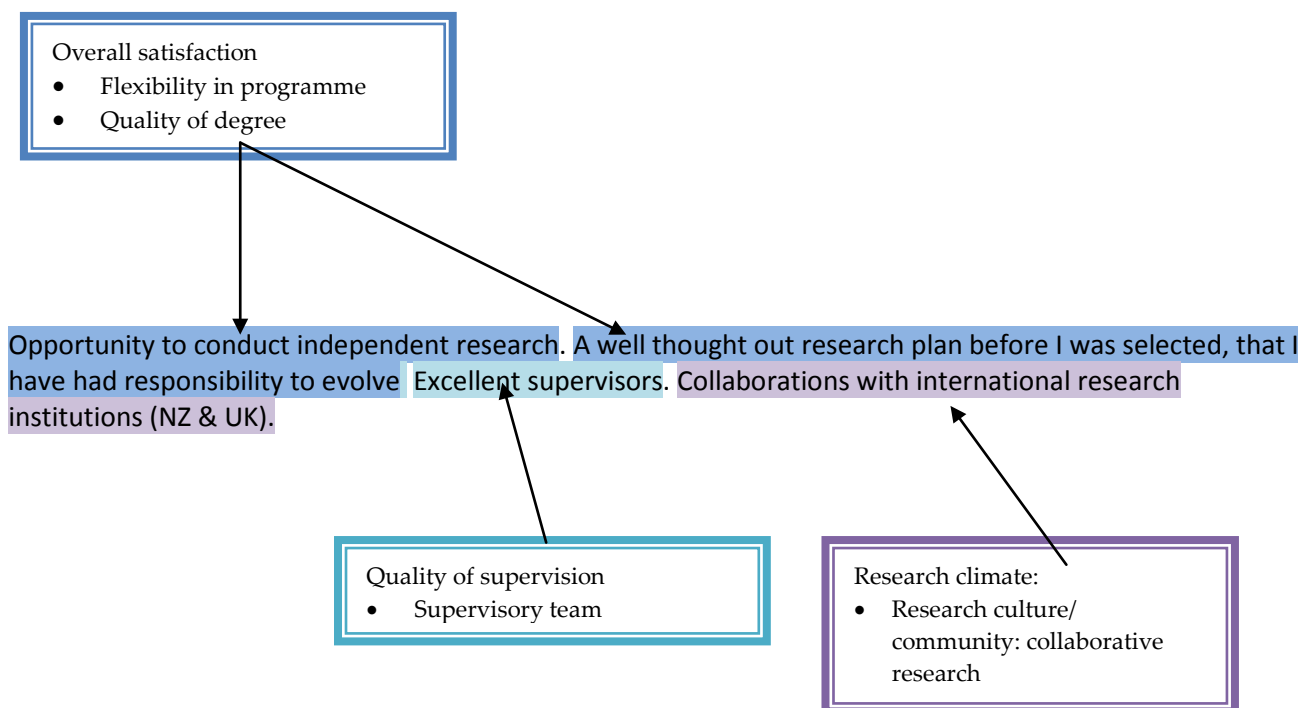 Overall satisfaction
• Flexibility in programme
• Quality of degree
Opportunity to conduct independent research. A well thought out research plan before I was selected, that I
have had responsibility to evolve Excellent supervisors. Collaborations with international research
institutions (NZ & UK).
Quality of supervision
• Supervisory team
Research climate:
• Research culture/
community: collaborative
research